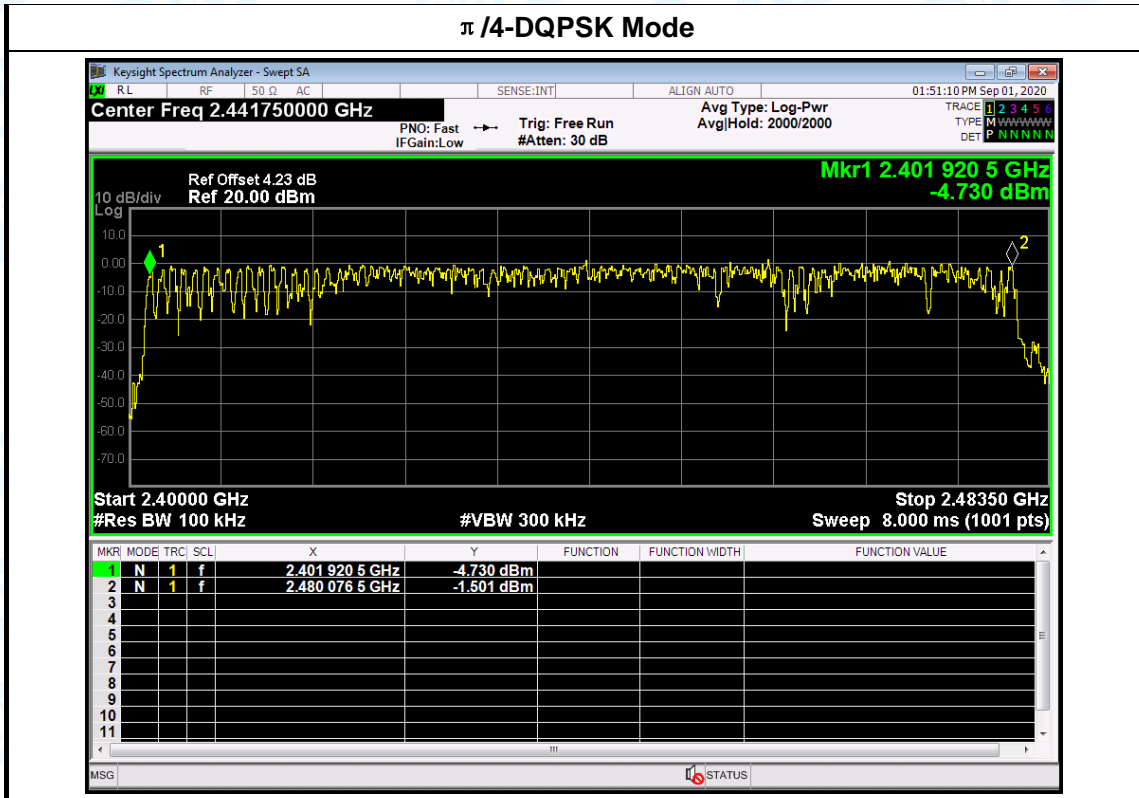 π/4-DQPSK Mode
Keysight Spectrum Analyzer - Swept SA
LXI RL RF 50 Ω AC SENSE:INT ALIGN AUTO 01:51:10 PM Sep 01, 2020
Center Freq 2.441750000 GHz
PNO: Fast
IFGain:Low
Trig: Free Run
#Atten: 30 dB
Avg Type: Log-Pwr
Avg|Hold: 2000/2000
TRACE 1 2 3 4 5 6
TYPE M WWWWW
DET P N N N N N
Mkr1 2.401 920 5 GHz
-4.730 dBm
Ref Offset 4.23 dB
10 dB/div Ref 20.00 dBm
Log
10.0
0.00
-10.0
-20.0
-30.0
-40.0
-50.0
-60.0
-70.0
1
2
Start 2.40000 GHz Stop 2.48350 GHz
#Res BW 100 kHz #VBW 300 kHz Sweep 8.000 ms (1001 pts)
MKR MODE TRC SCL X Y FUNCTION FUNCTION WIDTH FUNCTION VALUE
1 N 1 f 2.401 920 5 GHz -4.730 dBm
2 N 1 f 2.480 076 5 GHz -1.501 dBm
3
4
5
6
7
8
9
10
11
MSG STATUS